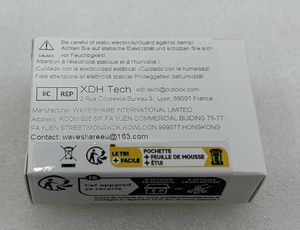 Be careful of static electricity/Guard against damp!
Achten Sie auf statische Elektrizität und schützen Sie sich
vor Feuchtigkeit!
Attention à l'électricité statique et à l'humidité!
¡Cuidado con la electricidad estática y la humedad!
Fate attenzione all'elettricità statica! Proteggetevi dall'umidità!
EC REP XDH Tech xdh.tech@outlook.com
2 Rue Coysevox Bureau 3, Lyon, 69001 France
Manufacturer: WAVESHARE INTERNATIONAL LIMITED
Address: ROOM 605 6/F FA YUEN COMMERCIAL BUILDING 75-77
FA YUEN STREET MONGKOK KOWLOON 999077 HONGKONG
Contact: waveshareeu@163.com
LE TRI
+ FACILE
POCHETTE
+ FEUILLE DE MOUSSE
+ ÉTUI
FR
Cet appareil
se recycle